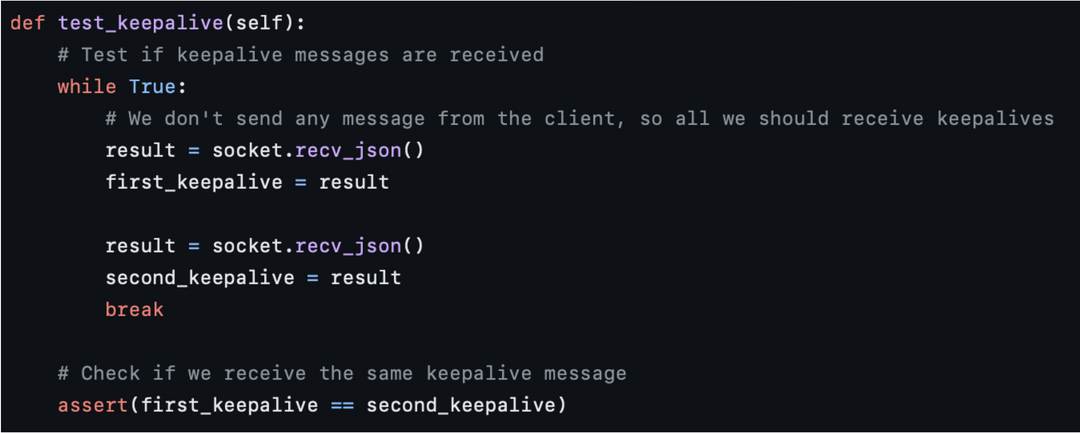 def test_keepalive(self):
    # Test if keepalive messages are received
    while True:
        # We don't send any message from the client, so all we should receive keepalives
        result = socket.recv_json()
        first_keepalive = result

        result = socket.recv_json()
        second_keepalive = result
        break

    # Check if we receive the same keepalive message
    assert(first_keepalive == second_keepalive)